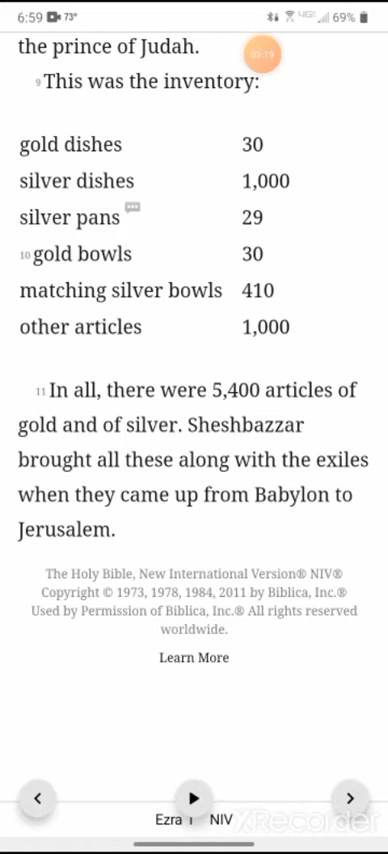 6:59 73° 4G 69%
the prince of Judah.
03:19
9 This was the inventory:
gold dishes 30
silver dishes 1,000
silver pans 29
10 gold bowls 30
matching silver bowls 410
other articles 1,000
11 In all, there were 5,400 articles of
gold and of silver. Sheshbazzar
brought all these along with the exiles
when they came up from Babylon to
Jerusalem.
The Holy Bible, New International Version® NIV®
Copyright © 1973, 1978, 1984, 2011 by Biblica, Inc.®
Used by Permission of Biblica, Inc.® All rights reserved
worldwide.
Learn More
Ezra 1 NIV
XRecorder